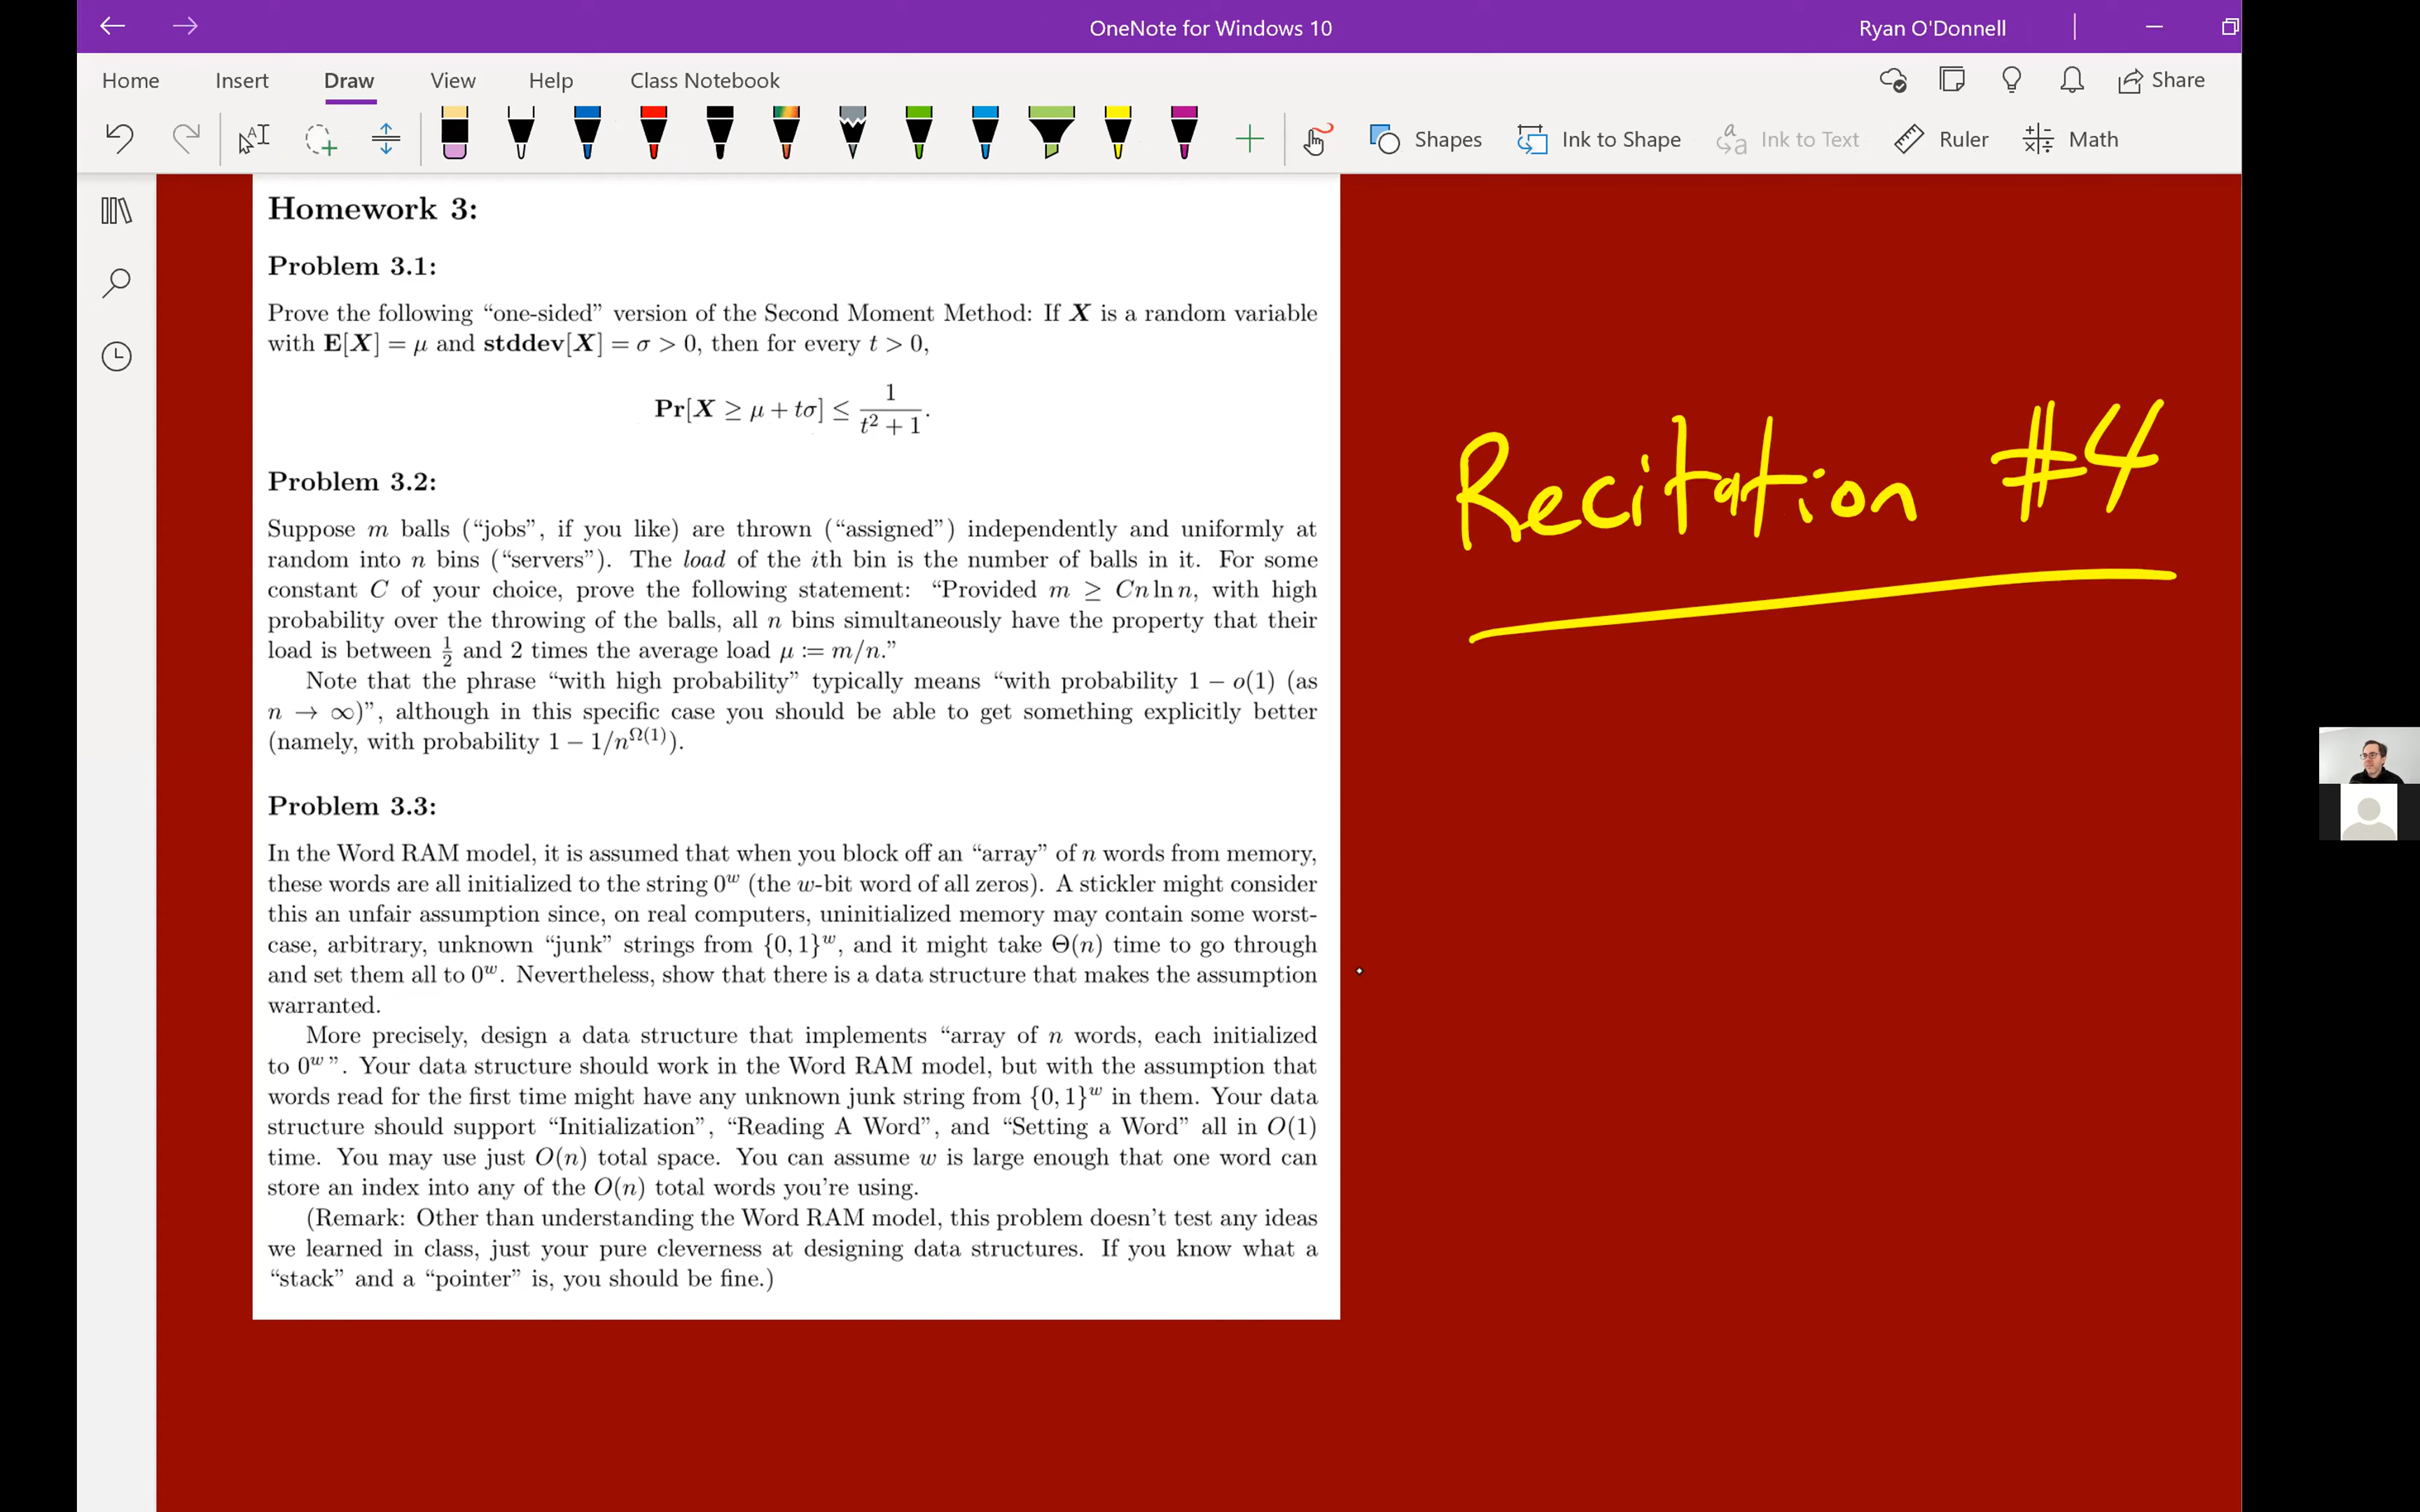 OneNote for Windows 10
Ryan O'Donnell
Home Insert Draw View Help Class Notebook
Share
Shapes Ink to Shape Ink to Text Ruler Math
Homework 3:
Problem 3.1:
Prove the following “one-sided” version of the Second Moment Method: If X is a random variable
with E[X] = μ and stddev[X] = σ > 0, then for every t > 0,
Pr[X ≥ μ + tσ] ≤ 1/(t² + 1).
Problem 3.2:
Suppose m balls (“jobs”, if you like) are thrown (“assigned”) independently and uniformly at
random into n bins (“servers”). The load of the ith bin is the number of balls in it. For some
constant C of your choice, prove the following statement: “Provided m ≥ Cn ln n, with high
probability over the throwing of the balls, all n bins simultaneously have the property that their
load is between 1/2 and 2 times the average load μ := m/n.”
Note that the phrase “with high probability” typically means “with probability 1 − o(1) (as
n → ∞)”, although in this specific case you should be able to get something explicitly better
(namely, with probability 1 − 1/n^Ω(1)).
Problem 3.3:
In the Word RAM model, it is assumed that when you block off an “array” of n words from memory,
these words are all initialized to the string 0^w (the w-bit word of all zeros). A stickler might consider
this an unfair assumption since, on real computers, uninitialized memory may contain some worst-
case, arbitrary, unknown “junk” strings from {0, 1}^w, and it might take Θ(n) time to go through
and set them all to 0^w. Nevertheless, show that there is a data structure that makes the assumption
warranted.
More precisely, design a data structure that implements “array of n words, each initialized
to 0^w”. Your data structure should work in the Word RAM model, but with the assumption that
words read for the first time might have any unknown junk string from {0, 1}^w in them. Your data
structure should support “Initialization”, “Reading A Word”, and “Setting a Word” all in O(1)
time. You may use just O(n) total space. You can assume w is large enough that one word can
store an index into any of the O(n) total words you're using.
(Remark: Other than understanding the Word RAM model, this problem doesn't test any ideas
we learned in class, just your pure cleverness at designing data structures. If you know what a
“stack” and a “pointer” is, you should be fine.)
Recitation #4